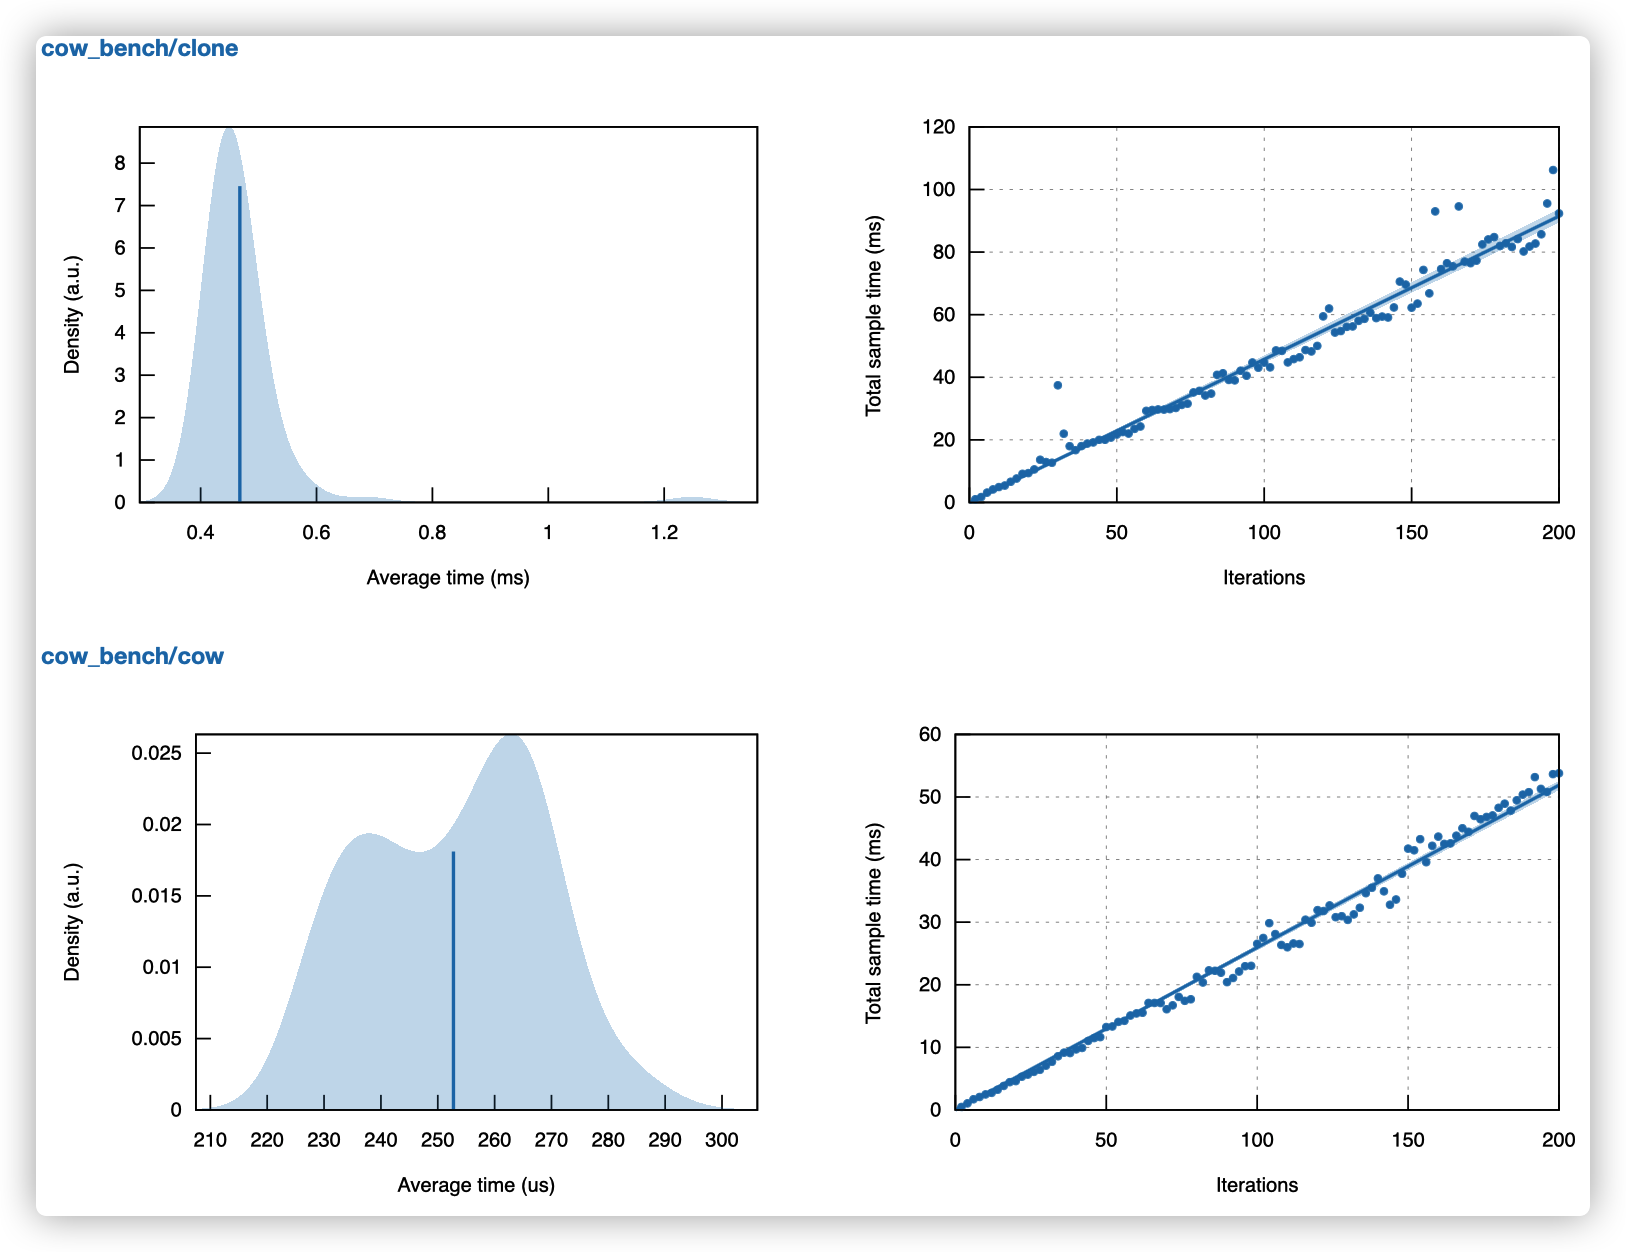 cow_bench/clone
Density (a.u.)
8
7
6
5
4
3
2
1
0
0.4 0.6 0.8 1 1.2
Average time (ms)
Total sample time (ms)
120
100
80
60
40
20
0
0 50 100 150 200
Iterations
cow_bench/cow
Density (a.u.)
0.025
0.02
0.015
0.01
0.005
0
210 220 230 240 250 260 270 280 290 300
Average time (us)
Total sample time (ms)
60
50
40
30
20
10
0
0 50 100 150 200
Iterations